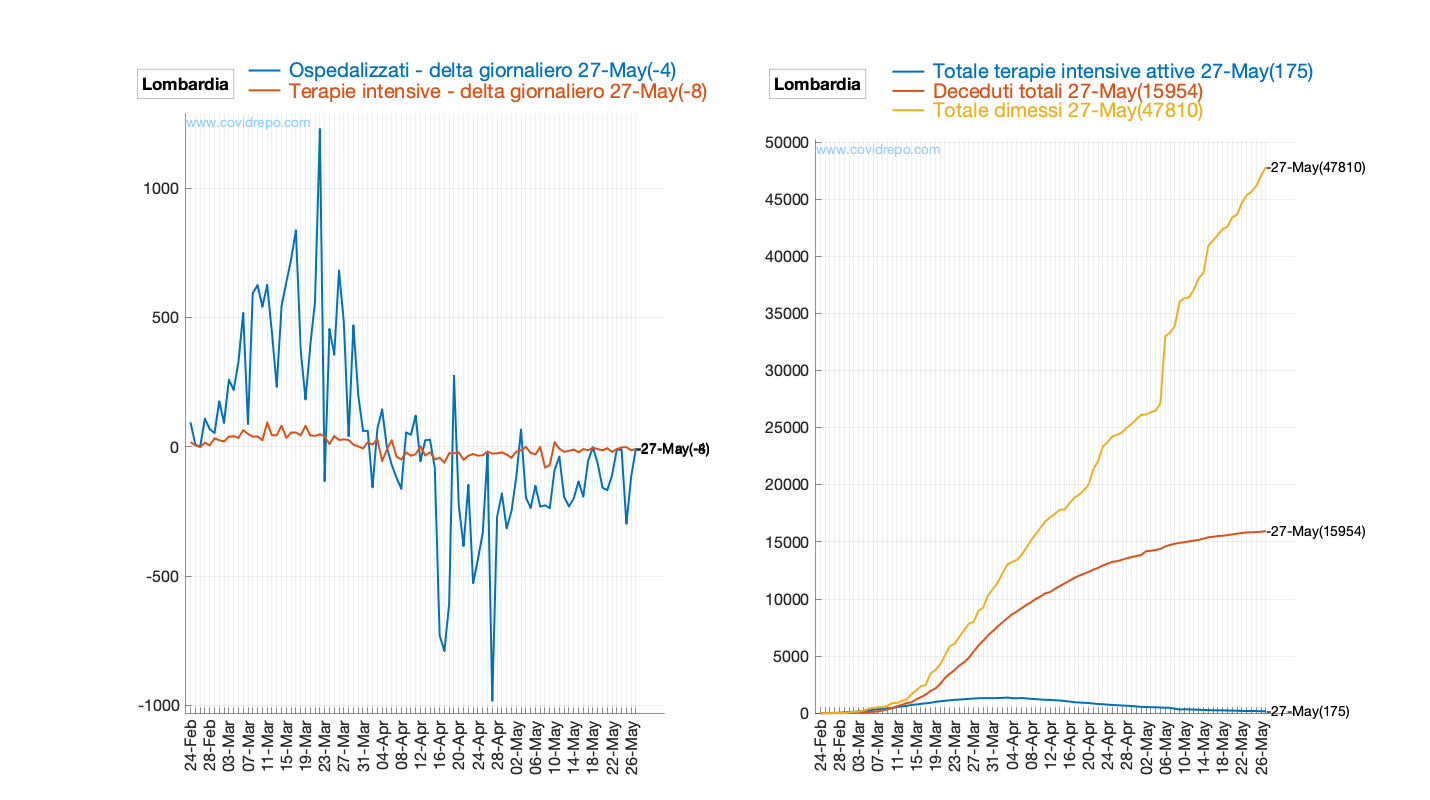 Lombardia
Ospedalizzati - delta giornaliero 27-May(-4)
Terapie intensive - delta giornaliero 27-May(-8)
www.covidrepo.com
1000
500
0
-500
-1000
24-Feb
28-Feb
03-Mar
07-Mar
11-Mar
15-Mar
19-Mar
23-Mar
27-Mar
31-Mar
04-Apr
08-Apr
12-Apr
16-Apr
20-Apr
24-Apr
28-Apr
02-May
06-May
10-May
14-May
18-May
22-May
26-May
Lombardia
Totale terapie intensive attive 27-May(175)
Deceduti totali 27-May(15954)
Totale dimessi 27-May(47810)
www.covidrepo.com
50000
45000
40000
35000
30000
25000
20000
15000
10000
5000
0
27-May(47810)
27-May(15954)
27-May(175)
24-Feb
28-Feb
03-Mar
07-Mar
11-Mar
15-Mar
19-Mar
23-Mar
27-Mar
31-Mar
04-Apr
08-Apr
12-Apr
16-Apr
20-Apr
24-Apr
28-Apr
02-May
06-May
10-May
14-May
18-May
22-May
26-May